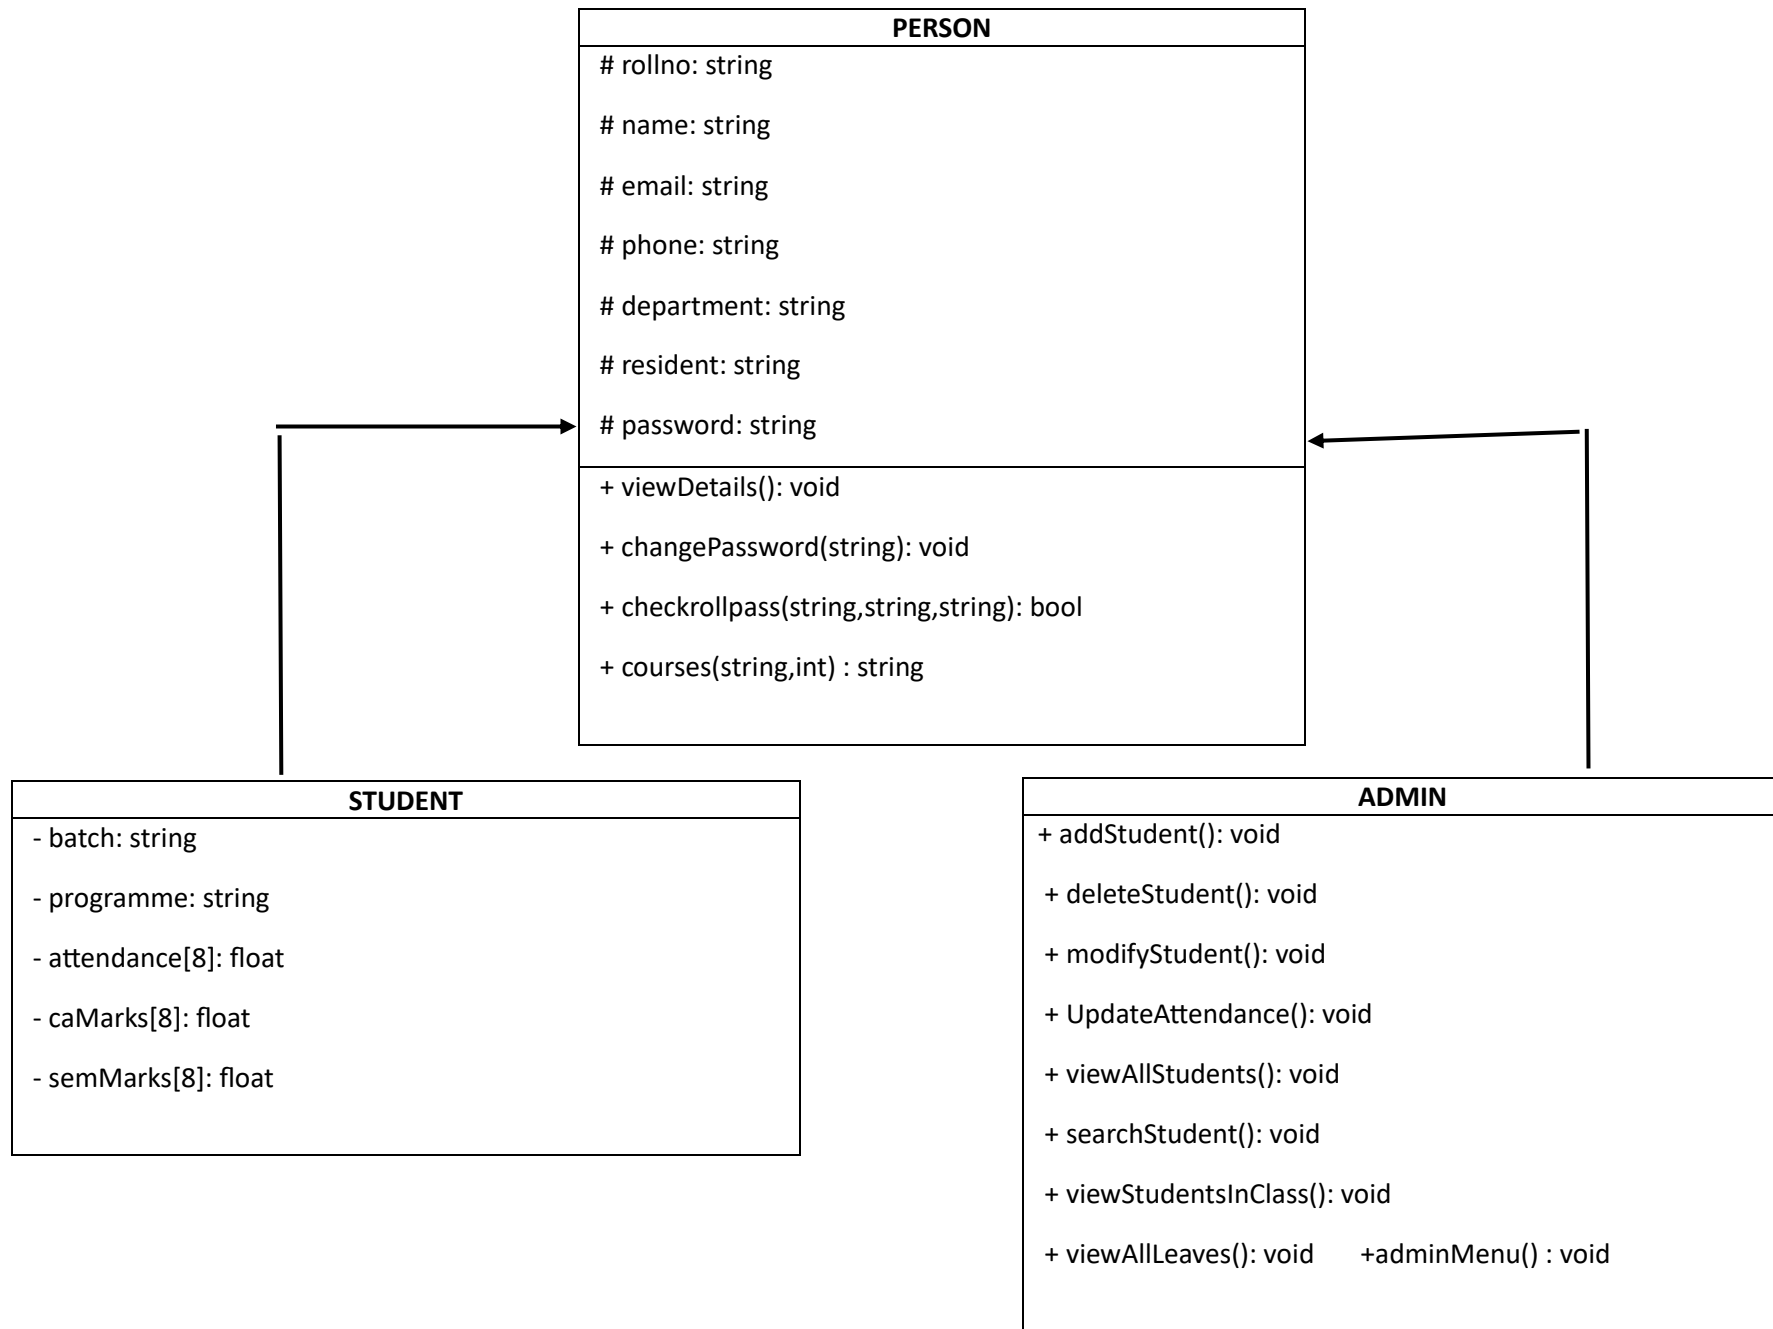 PERSON
# rollno: string
# name: string
# email: string
# phone: string
# department: string
# resident: string
# password: string
+ viewDetails(): void
+ changePassword(string): void
+ checkrollpass(string,string,string): bool
+ courses(string,int) : string
STUDENT
- batch: string
- programme: string
- attendance[8]: float
- caMarks[8]: float
- semMarks[8]: float
ADMIN
+ addStudent(): void
+ deleteStudent(): void
+ modifyStudent(): void
+ UpdateAttendance(): void
+ viewAllStudents(): void
+ searchStudent(): void
+ viewStudentsInClass(): void
+ viewAllLeaves(): void +adminMenu() : void